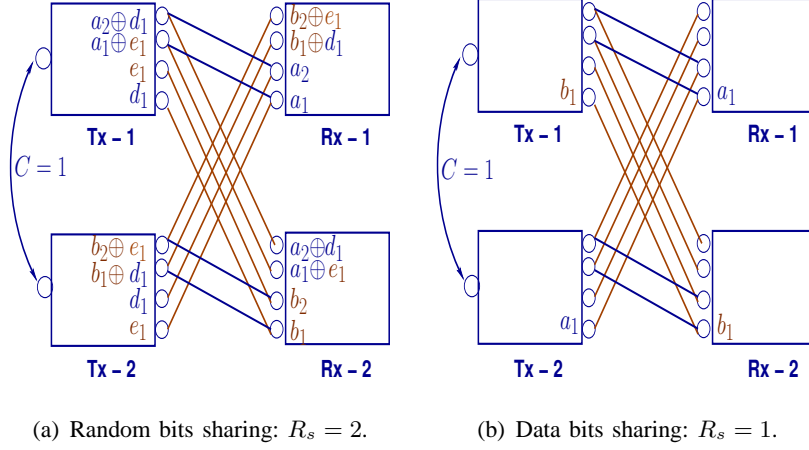 a₂⊕d₁
a₁⊕e₁
e₁
d₁
Tx – 1
b₂⊕e₁
b₁⊕d₁
a₂
a₁
Rx – 1
C = 1
b₂⊕e₁
b₁⊕d₁
d₁
e₁
Tx – 2
a₂⊕d₁
a₁⊕e₁
b₂
b₁
Rx – 2
(a) Random bits sharing: Rₛ = 2.
b₁
Tx – 1
a₁
Rx – 1
C = 1
a₁
Tx – 2
b₁
Rx – 2
(b) Data bits sharing: Rₛ = 1.